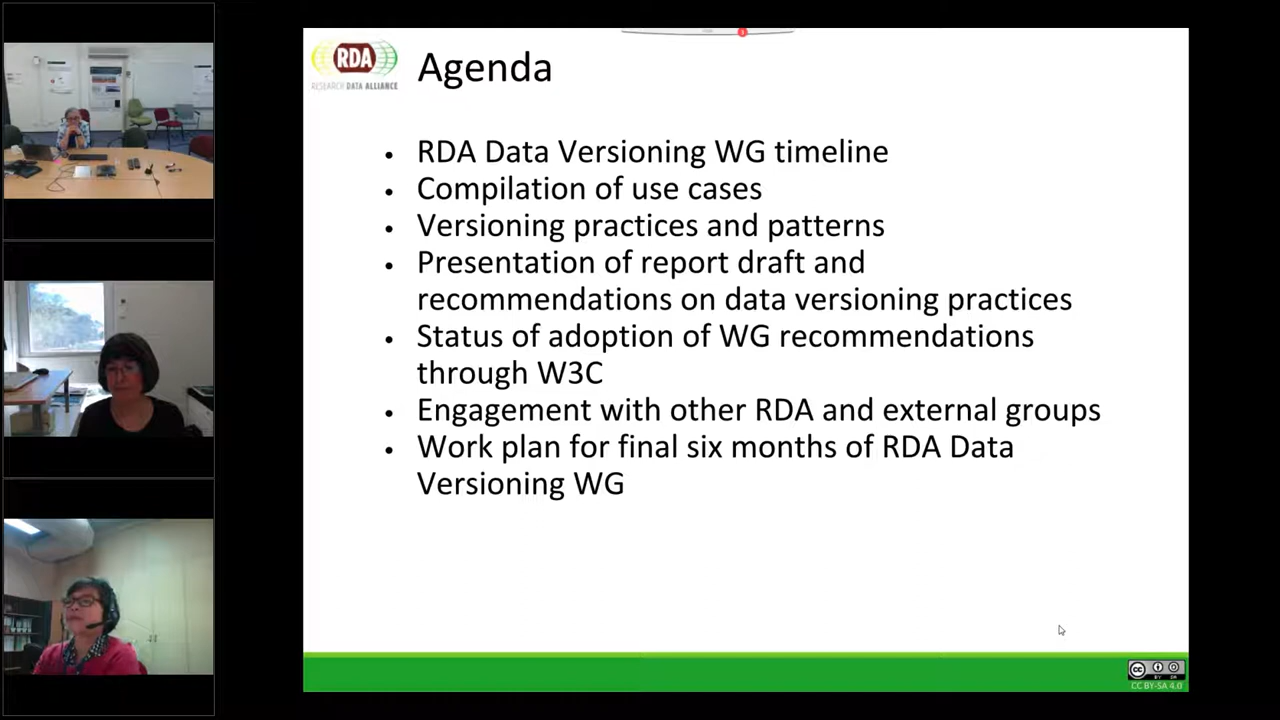 RDA
RESEARCH DATA ALLIANCE
Agenda
• RDA Data Versioning WG timeline
• Compilation of use cases
• Versioning practices and patterns
• Presentation of report draft and
recommendations on data versioning practices
• Status of adoption of WG recommendations
through W3C
• Engagement with other RDA and external groups
• Work plan for final six months of RDA Data
Versioning WG
CC BY-SA 4.0